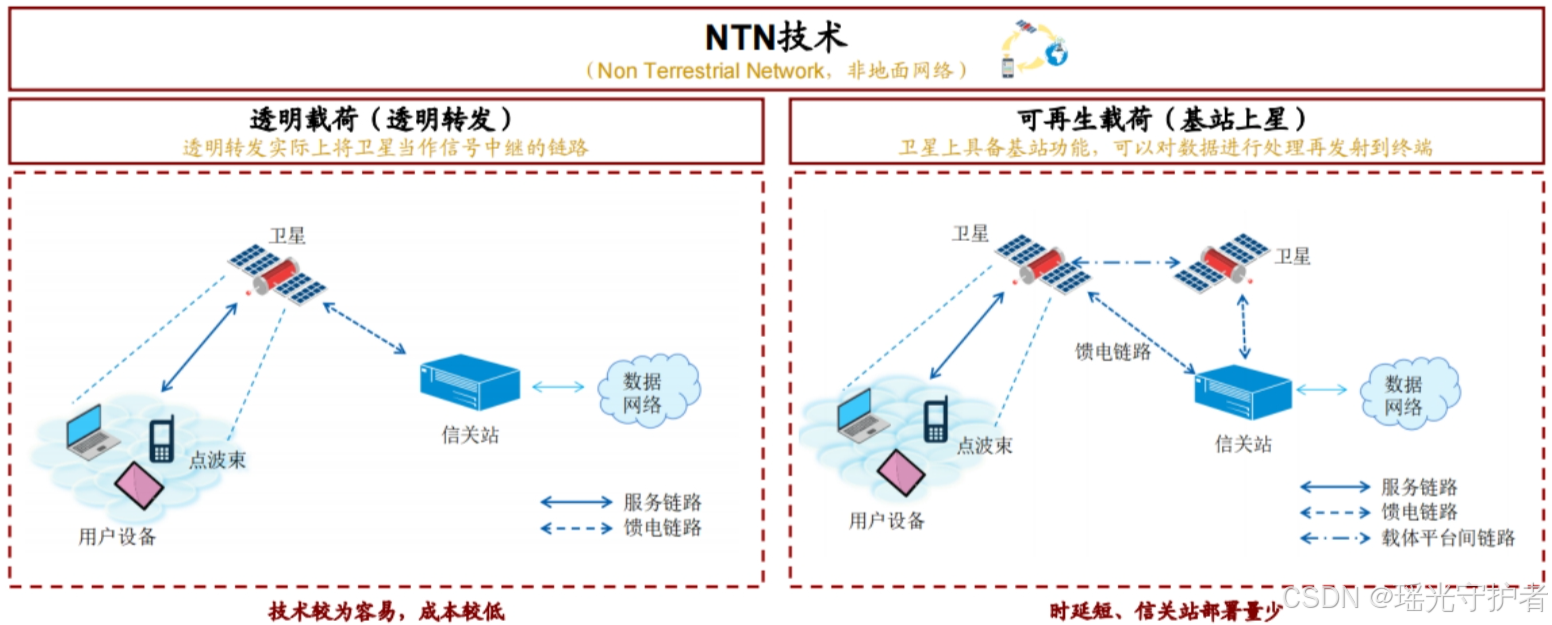 NTN技术
（Non Terrestrial Network，非地面网络）
透明载荷（透明转发）
透明转发实际上将卫星当作信号中继的链路
卫星
数据
网络
信关站
点波束
用户设备
服务链路
馈电链路
技术较为容易，成本较低
可再生载荷（基站上星）
卫星上具备基站功能，可以对数据进行处理再发射到终端
卫星
卫星
馈电链路
数据
网络
信关站
点波束
用户设备
服务链路
馈电链路
载体平台间链路
时延短、信关站部署量少
CSDN @瑶光守护者